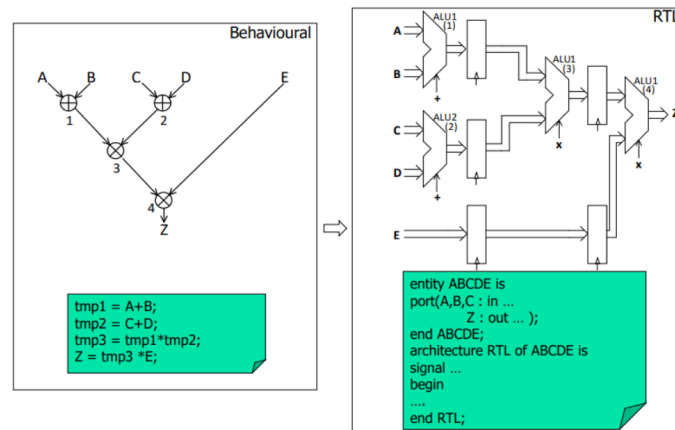 Behavioural
A B C D E
1 2
3
4
Z
tmp1 = A+B;
tmp2 = C+D;
tmp3 = tmp1*tmp2;
Z = tmp3 *E;
RTL
A
B
ALU1
(1)
+
C
D
ALU2
(2)
+
ALU1
(3)
x
ALU1
(4)
x
Z
E
entity ABCDE is
port(A,B,C : in ...
Z : out ... );
end ABCDE;
architecture RTL of ABCDE is
signal ...
begin
....
end RTL;